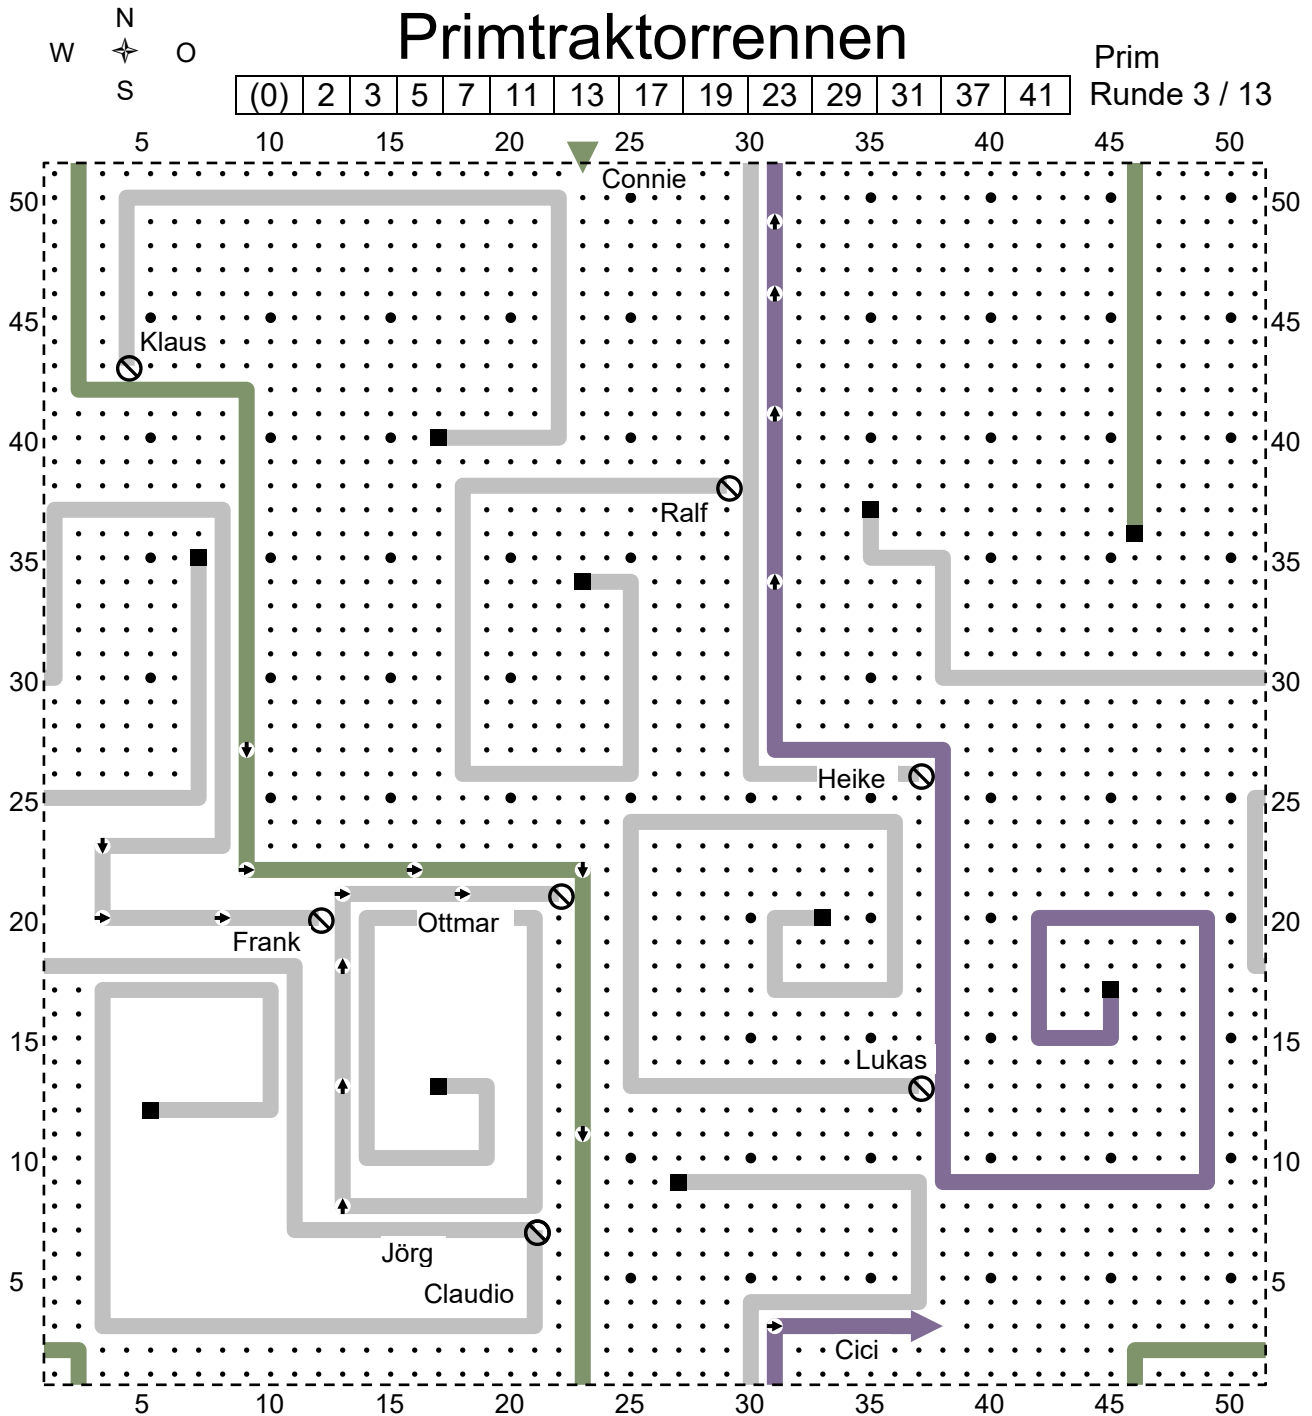 N
Primtraktorrennen
W O
Prim
S
(0) 2 3 5 7 11 13 17 19 23 29 31 37 41
Runde 3 / 13
5 10 15 20 25 30 35 40 45 50
Connie
50 50
45 45
Klaus
40 40
Ralf
35 35
30 30
Heike
25 25
20 20
Ottmar
Frank
15 15
Lukas
10 10
Jörg
5 5
Claudio
Cici
5 10 15 20 25 30 35 40 45 50